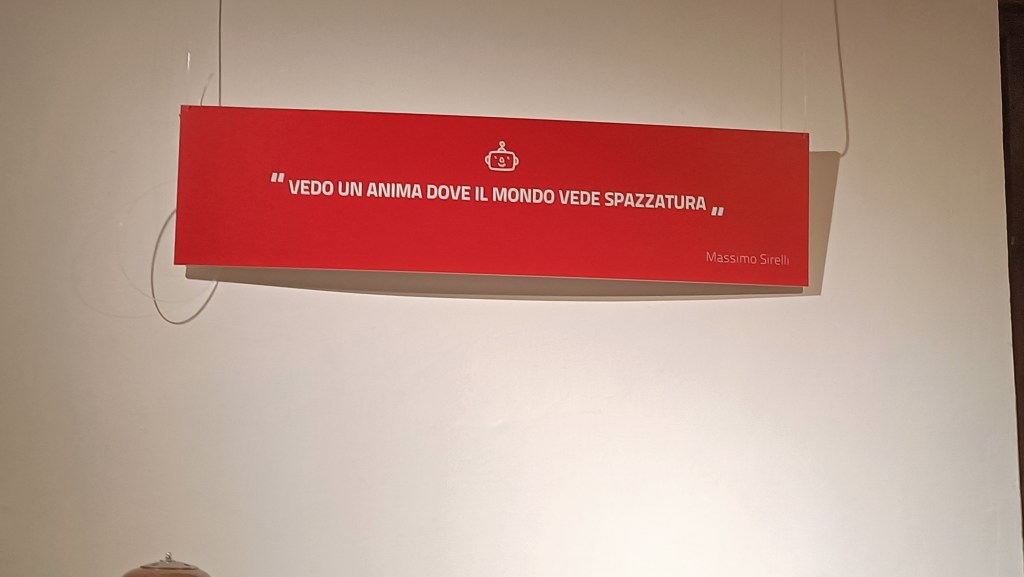 " VEDO UN ANIMA DOVE IL MONDO VEDE SPAZZATURA "
Massimo Sirelli